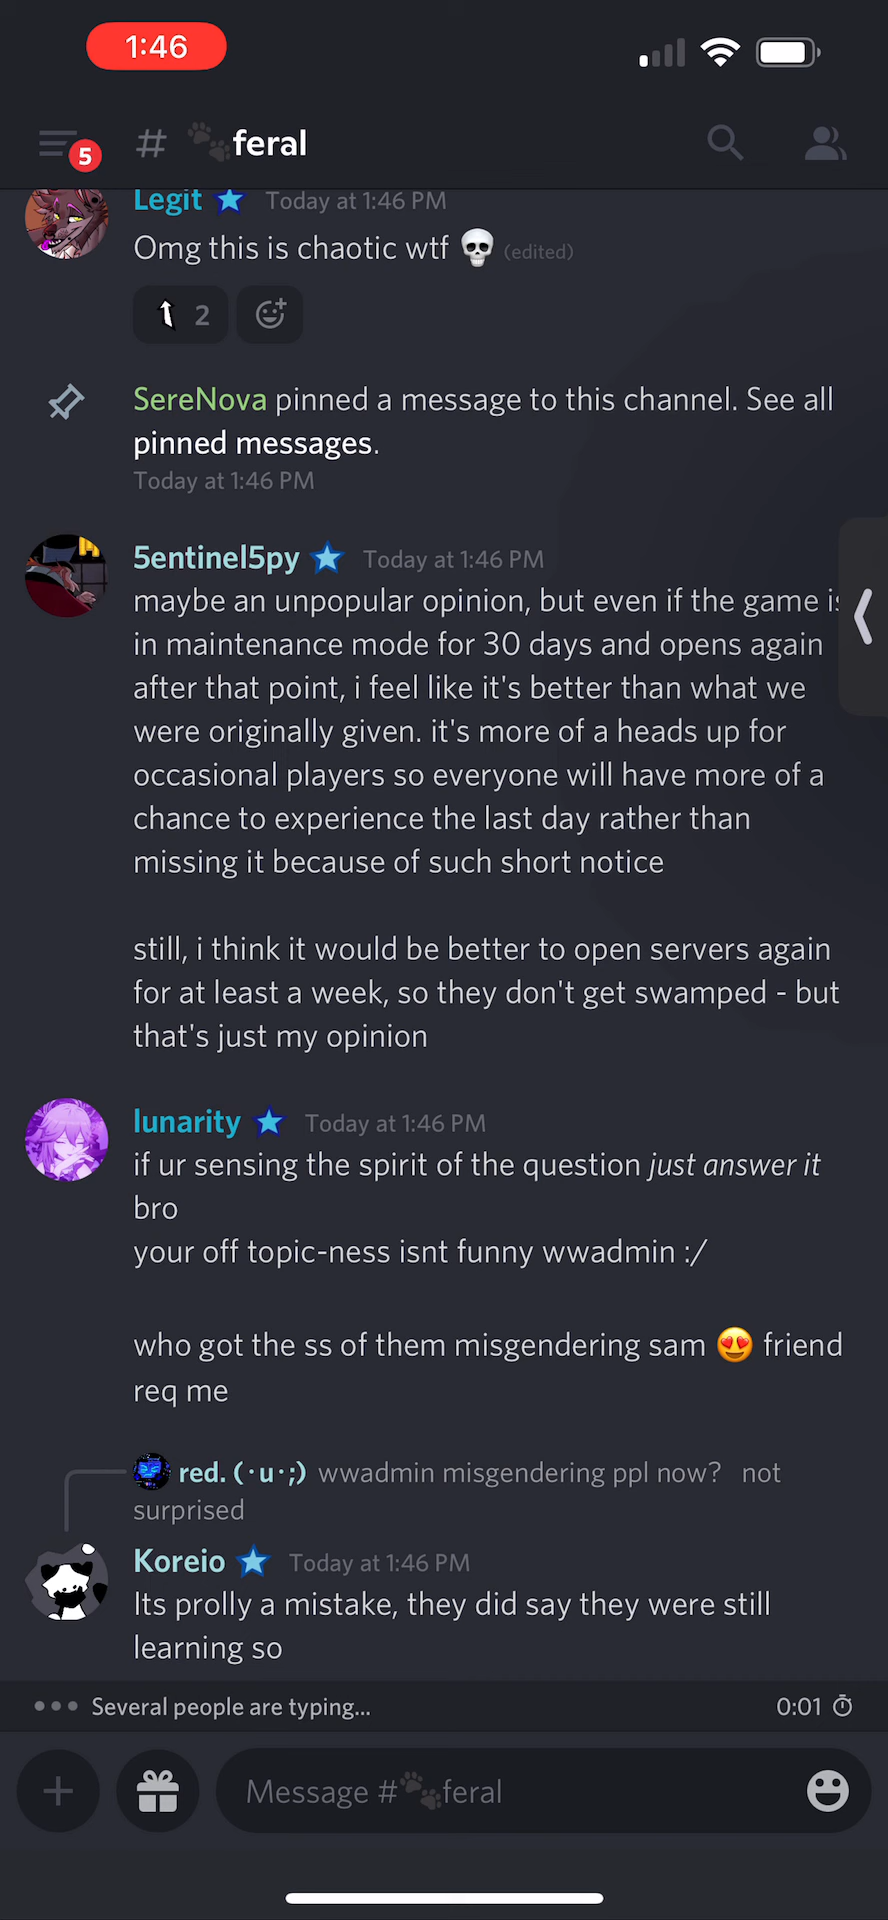 1:46
5
# feral
Legit Today at 1:46 PM
Omg this is chaotic wtf 💀 (edited)
2
SereNova pinned a message to this channel. See all
pinned messages.
Today at 1:46 PM
5entinel5py Today at 1:46 PM
maybe an unpopular opinion, but even if the game is
in maintenance mode for 30 days and opens again
after that point, i feel like it's better than what we
were originally given. it's more of a heads up for
occasional players so everyone will have more of a
chance to experience the last day rather than
missing it because of such short notice
still, i think it would be better to open servers again
for at least a week, so they don't get swamped - but
that's just my opinion
lunarity Today at 1:46 PM
if ur sensing the spirit of the question just answer it
bro
your off topic-ness isnt funny wwadmin :/
who got the ss of them misgendering sam 😍 friend
req me
red. (·u·;) wwadmin misgendering ppl now? not
surprised
Koreio Today at 1:46 PM
Its prolly a mistake, they did say they were still
learning so
Several people are typing... 0:01
Message #🐾feral